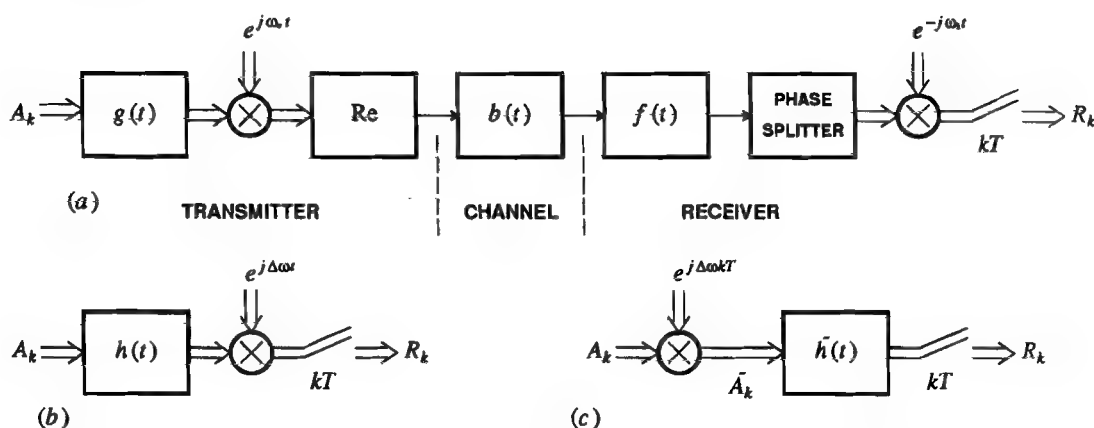 e^{jω_c t}
e^{-jω_b t}
A_k
g(t)
Re
b(t)
f(t)
PHASE
SPLITTER
kT
R_k
(a)
TRANSMITTER
CHANNEL
RECEIVER
e^{jΔωt}
A_k
h(t)
kT
R_k
(b)
e^{jΔωkT}
A_k
Ã_k
h̃(t)
kT
R_k
(c)